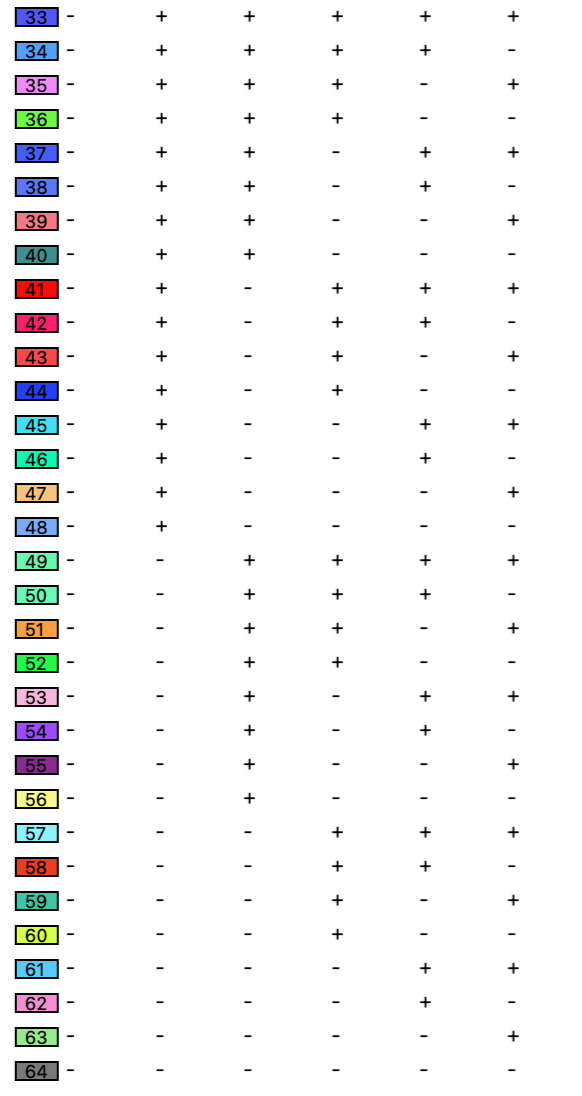 33 - + + + + +
34 - + + + + -
35 - + + + - +
36 - + + + - -
37 - + + - + +
38 - + + - + -
39 - + + - - +
40 - + + - - -
41 - + - + + +
42 - + - + + -
43 - + - + - +
44 - + - + - -
45 - + - - + +
46 - + - - + -
47 - + - - - +
48 - + - - - -
49 - - + + + +
50 - - + + + -
51 - - + + - +
52 - - + + - -
53 - - + - + +
54 - - + - + -
55 - - + - - +
56 - - + - - -
57 - - - + + +
58 - - - + + -
59 - - - + - +
60 - - - + - -
61 - - - - + +
62 - - - - + -
63 - - - - - +
64 - - - - - -